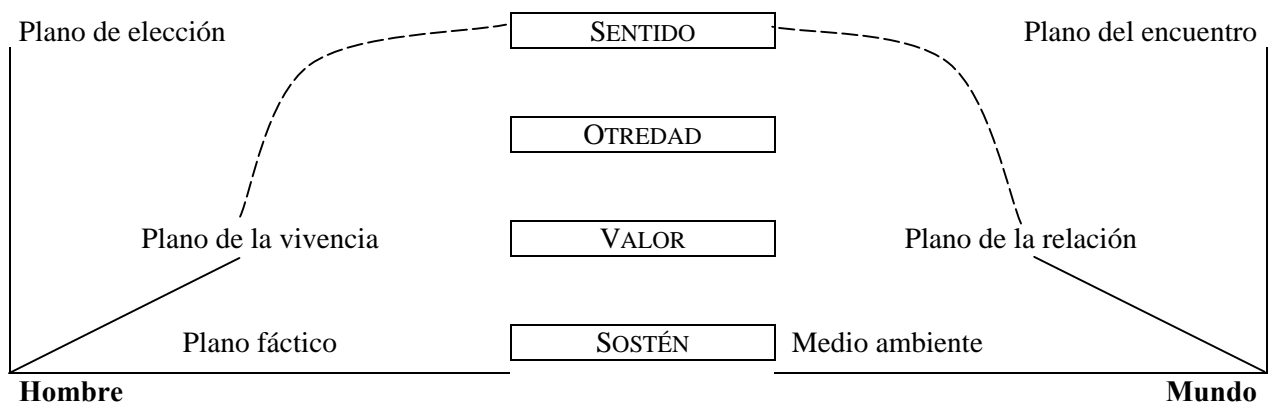 Plano de elección SENTIDO Plano del encuentro
OTREDAD
Plano de la vivencia VALOR Plano de la relación
Plano fáctico SOSTÉN Medio ambiente
Hombre Mundo